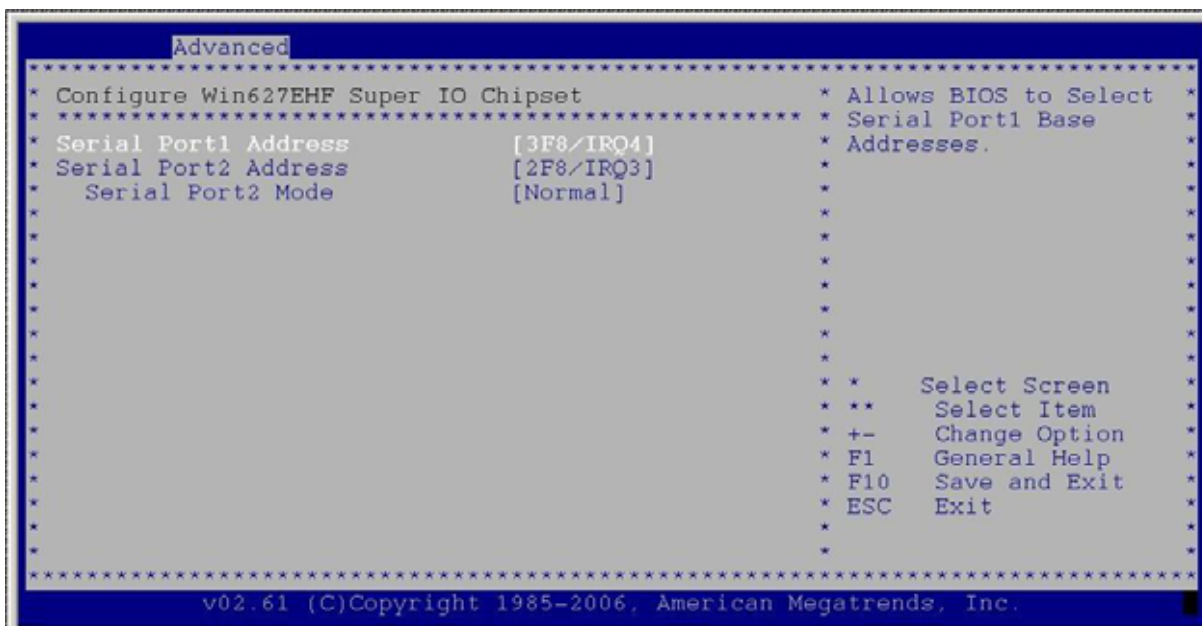 Advanced
Configure Win627EHF Super IO Chipset
Serial Port1 Address [3F8/IRQ4]
Serial Port2 Address [2F8/IRQ3]
Serial Port2 Mode [Normal]
Allows BIOS to Select
Serial Port1 Base
Addresses.
* Select Screen
** Select Item
+- Change Option
F1 General Help
F10 Save and Exit
ESC Exit
v02.61 (C)Copyright 1985-2006, American Megatrends, Inc.